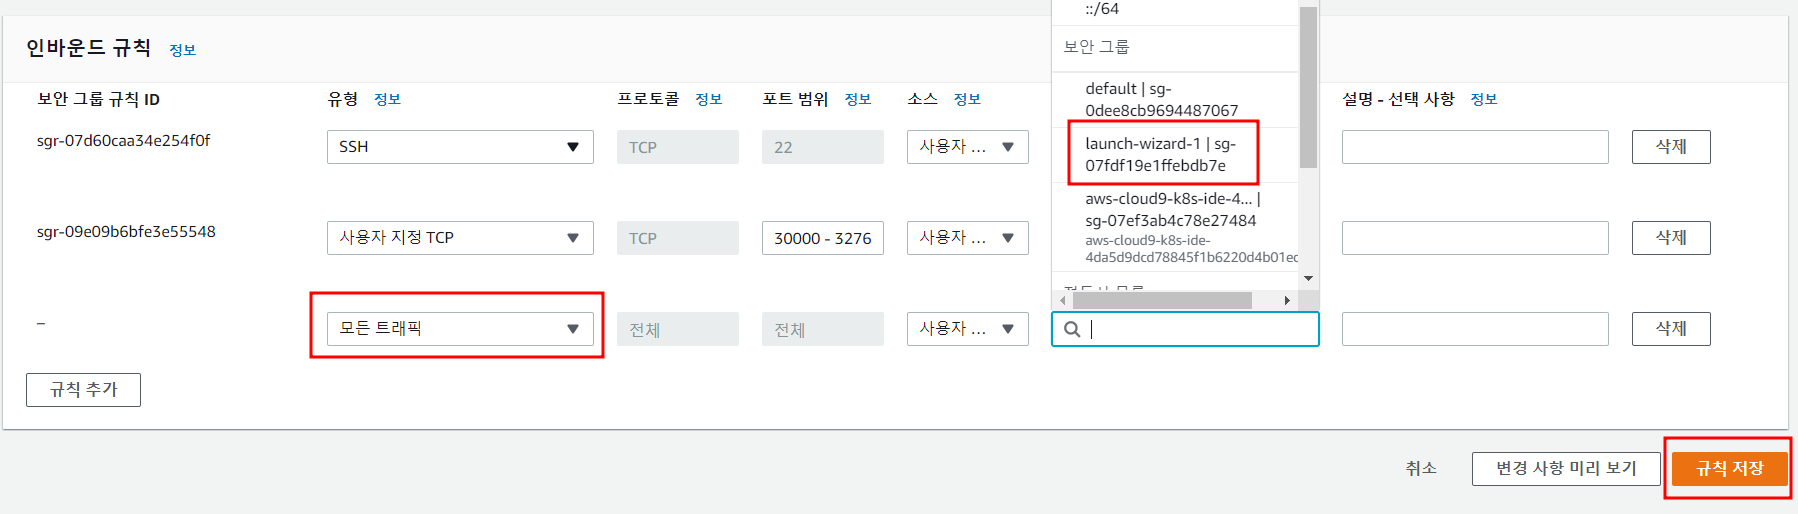 ::/64
인바운드 규칙 정보
보안 그룹
보안 그룹 규칙 ID 유형 정보 프로토콜 정보 포트 범위 정보 소스 정보 설명 - 선택 사항 정보
default | sg-
0dee8cb9694487067
sgr-07d60caa34e254f0f SSH TCP 22 사용자 ... 삭제
launch-wizard-1 | sg-
07fdf19e1ffebdb7e
aws-cloud9-k8s-ide-4... |
sg-07ef3ab4c78e27484
sgr-09e09b6bfe3e55548 사용자 지정 TCP TCP 30000 - 3276 사용자 ... 삭제
aws-cloud9-k8s-ide-
4da5d9dcd78845f1b6220d4b01ec
– 모든 트래픽 전체 전체 사용자 ... 삭제
규칙 추가
취소 변경 사항 미리 보기 규칙 저장